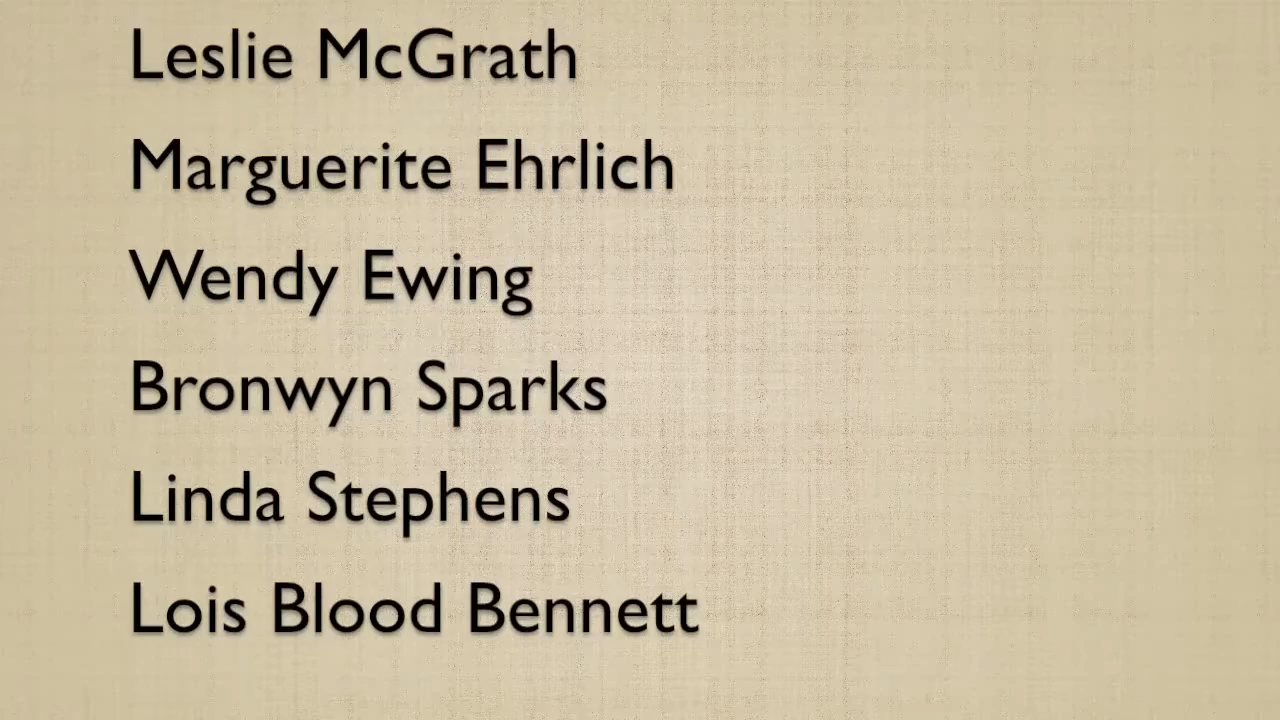 Leslie McGrath
Marguerite Ehrlich
Wendy Ewing
Bronwyn Sparks
Linda Stephens
Lois Blood Bennett